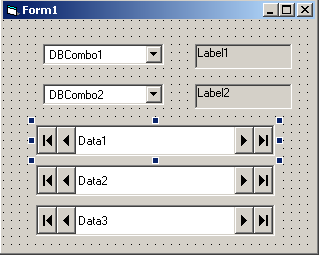 Form1
DBCombo1
Label1
DBCombo2
Label2
Data1
Data2
Data3